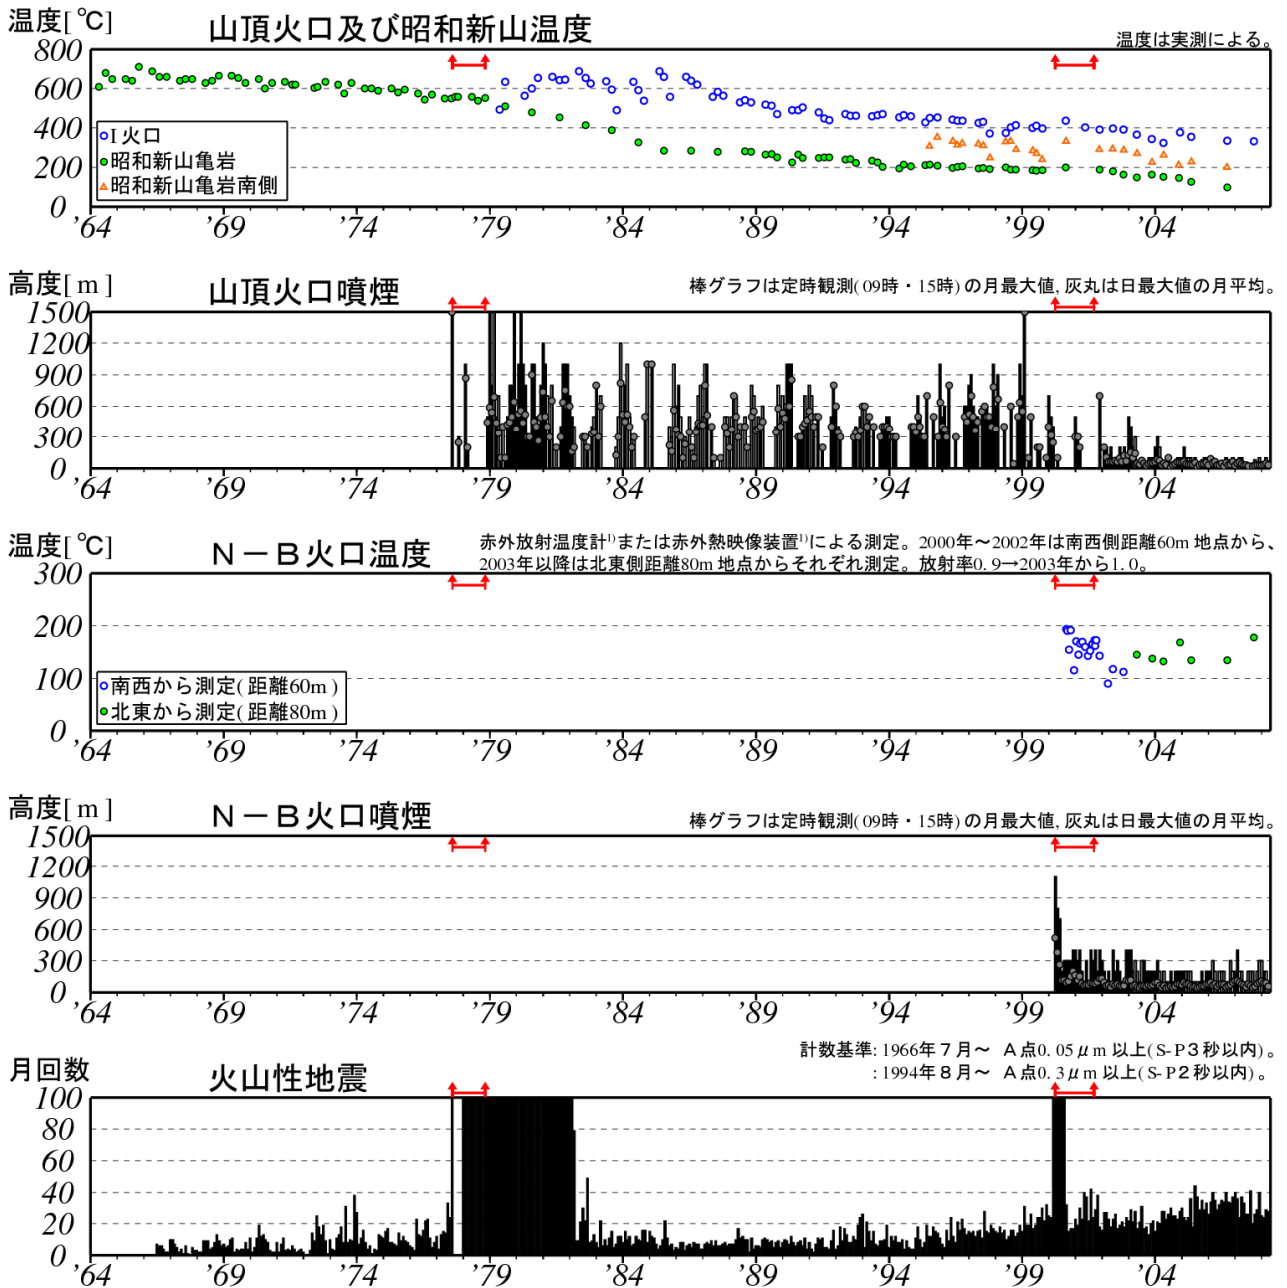 温度[℃]
山頂火口及び昭和新山温度
温度は実測による。
800
600
400
200
0
I 火口
昭和新山亀岩
昭和新山亀岩南側
'64 '69 '74 '79 '84 '89 '94 '99 '04
高度[m]
山頂火口噴煙
棒グラフは定時観測(09時・15時)の月最大値, 灰丸は日最大値の月平均。
1500
1200
900
600
300
0
'64 '69 '74 '79 '84 '89 '94 '99 '04
温度[℃]
N－B火口温度
赤外放射温度計¹⁾または赤外熱映像装置¹⁾による測定。2000年～2002年は南西側距離60m 地点から、
2003年以降は北東側距離80m 地点からそれぞれ測定。放射率0.9→2003年から1.0。
300
200
100
0
南西から測定(距離60m)
北東から測定(距離80m)
'64 '69 '74 '79 '84 '89 '94 '99 '04
高度[m]
N－B火口噴煙
棒グラフは定時観測(09時・15時)の月最大値, 灰丸は日最大値の月平均。
1500
1200
900
600
300
0
'64 '69 '74 '79 '84 '89 '94 '99 '04
月回数
火山性地震
計数基準: 1966年7月～ A点0.05μm 以上(S-P3秒以内)。
: 1994年8月～ A点0.3μm 以上(S-P2秒以内)。
100
80
60
40
20
0
'64 '69 '74 '79 '84 '89 '94 '99 '04